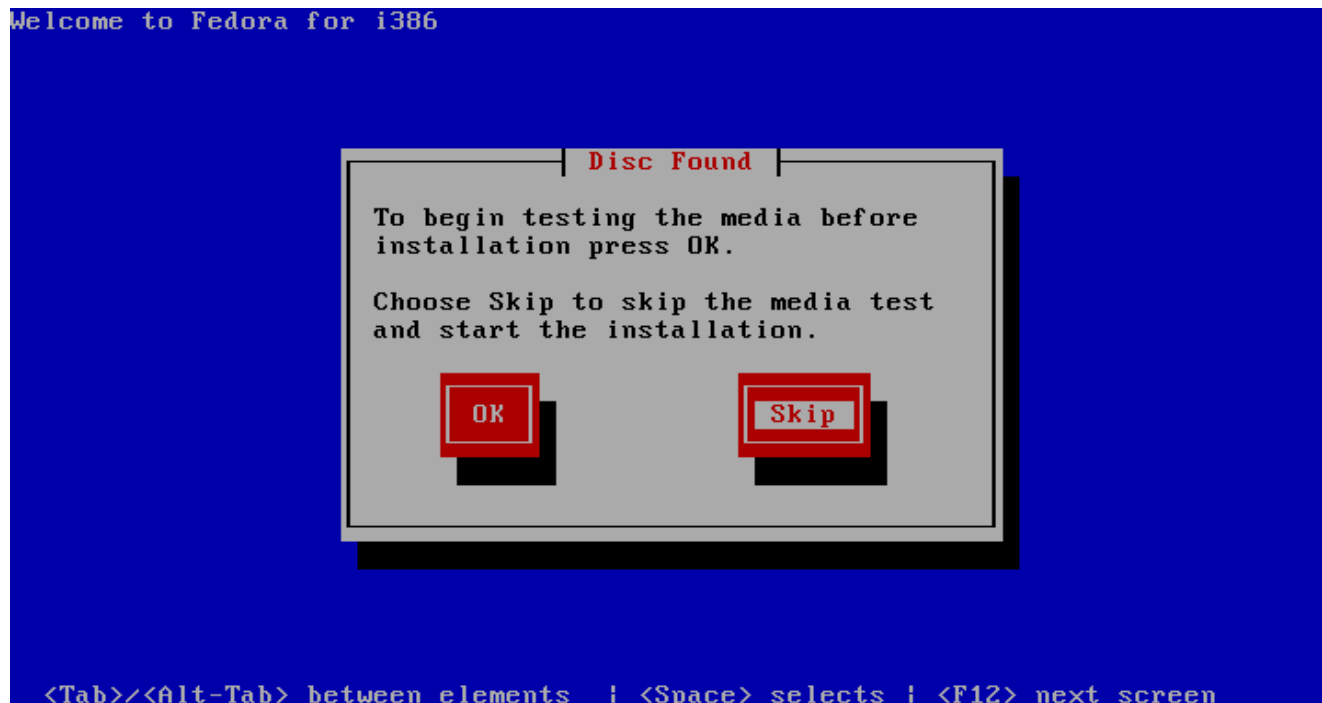 Welcome to Fedora for i386
Disc Found
To begin testing the media before
installation press OK.
Choose Skip to skip the media test
and start the installation.
OK Skip
<Tab>/<Alt-Tab> between elements | <Space> selects | <F12> next screen